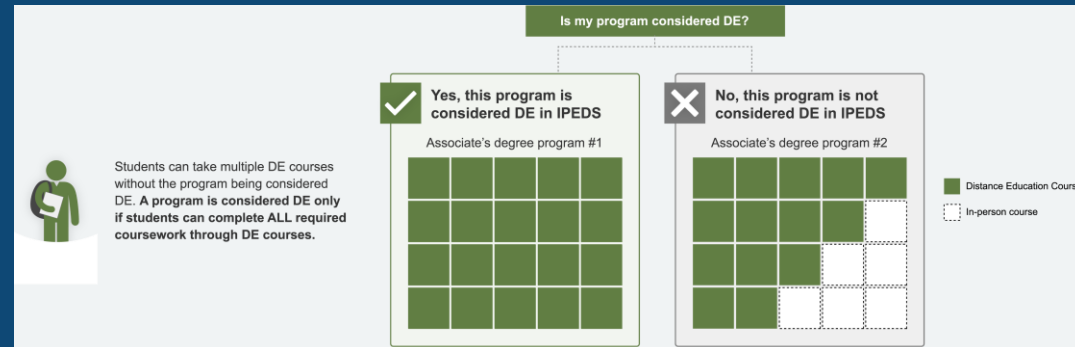 Is my program considered DE?
Yes, this program is
considered DE in IPEDS
Associate's degree program #1
No, this program is not
considered DE in IPEDS
Associate's degree program #2
Students can take multiple DE courses
without the program being considered
DE. A program is considered DE only
if students can complete ALL required
coursework through DE courses.
Distance Education Cours
In-person course